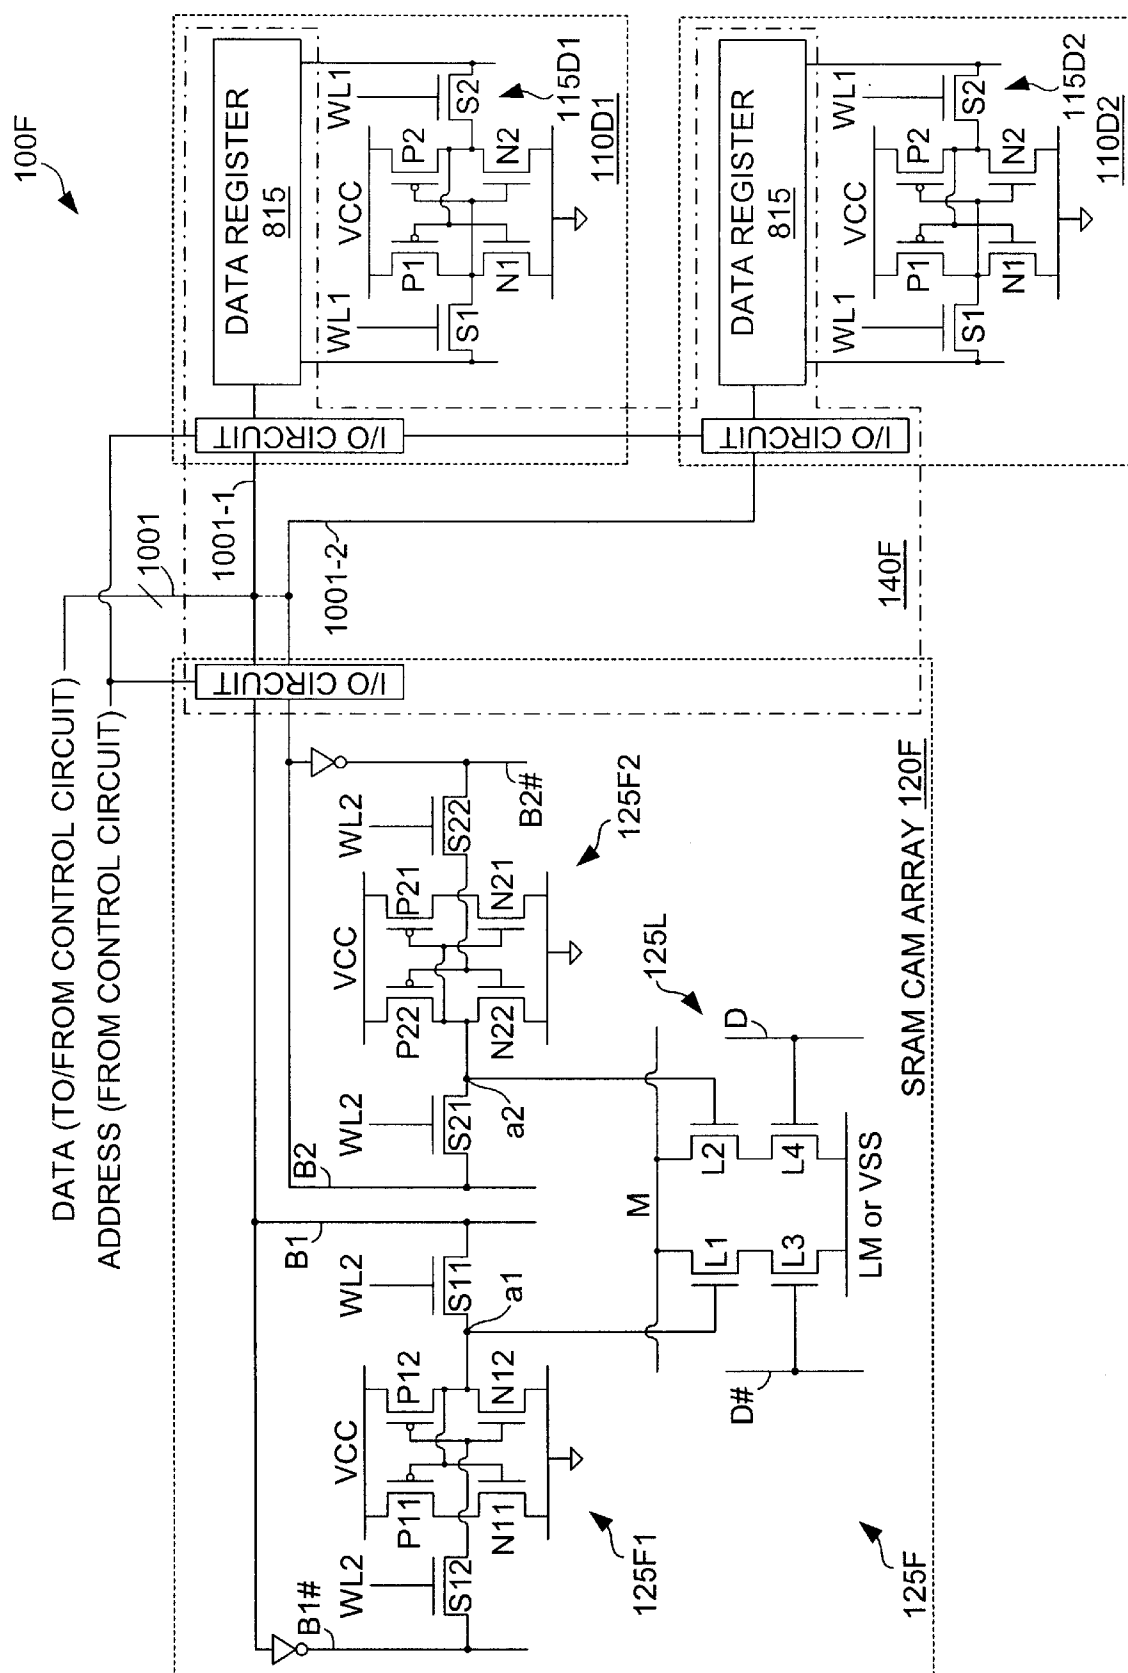 100F
DATA (TO/FROM CONTROL CIRCUIT)
ADDRESS (FROM CONTROL CIRCUIT)
1001
1001-1
1001-2
140F
I/O CIRCUIT
I/O CIRCUIT
I/O CIRCUIT
DATA REGISTER
815
WL1
WL1
VCC
P1
P2
S1
S2
N1
N2
115D1
110D1
DATA REGISTER
815
WL1
WL1
VCC
P1
P2
S1
S2
N1
N2
115D2
110D2
B1#
WL2
VCC
P11
P12
S12
N11
N12
WL2
S11
B1
a1
125F1
B2
WL2
S21
a2
VCC
P22
P21
N22
N21
WL2
S22
B2#
125F2
M
L1
L2
L3
L4
D#
D
125L
LM or VSS
125F
SRAM CAM ARRAY 120F